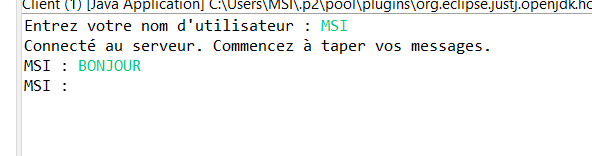 Client (1) [Java Application] C:\Users\MSI\.p2\pool\plugins\org.eclipse.justj.openjdk.ho
Entrez votre nom d'utilisateur : MSI
Connecté au serveur. Commencez à taper vos messages.
MSI : BONJOUR
MSI :